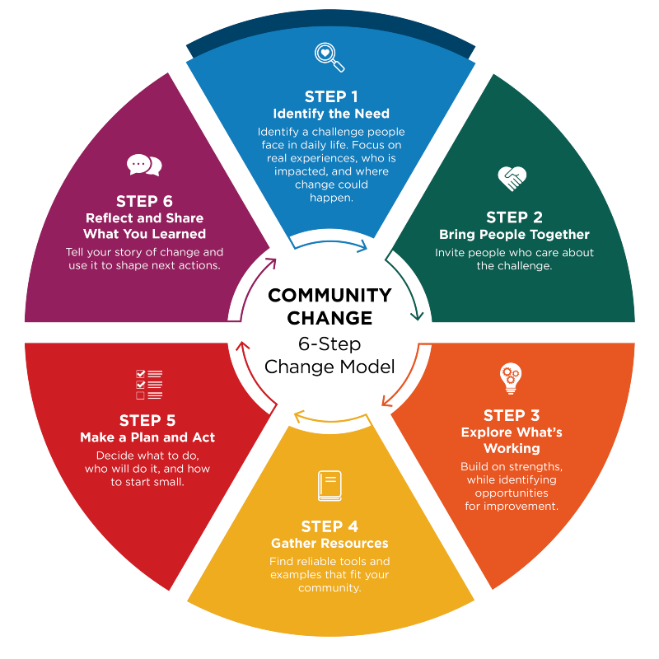 STEP 1
Identify the Need
Identify a challenge people
face in daily life. Focus on
real experiences, who is
impacted, and where
change could
happen.
STEP 2
Bring People Together
Invite people who care about
the challenge.
STEP 3
Explore What's
Working
Build on strengths,
while identifying
opportunities
for improvement.
STEP 4
Gather Resources
Find reliable tools and
examples that fit your
community.
STEP 5
Make a Plan and Act
Decide what to do,
who will do it, and how
to start small.
STEP 6
Reflect and Share
What You Learned
Tell your story of change and
use it to shape next actions.
COMMUNITY
CHANGE
6-Step
Change Model